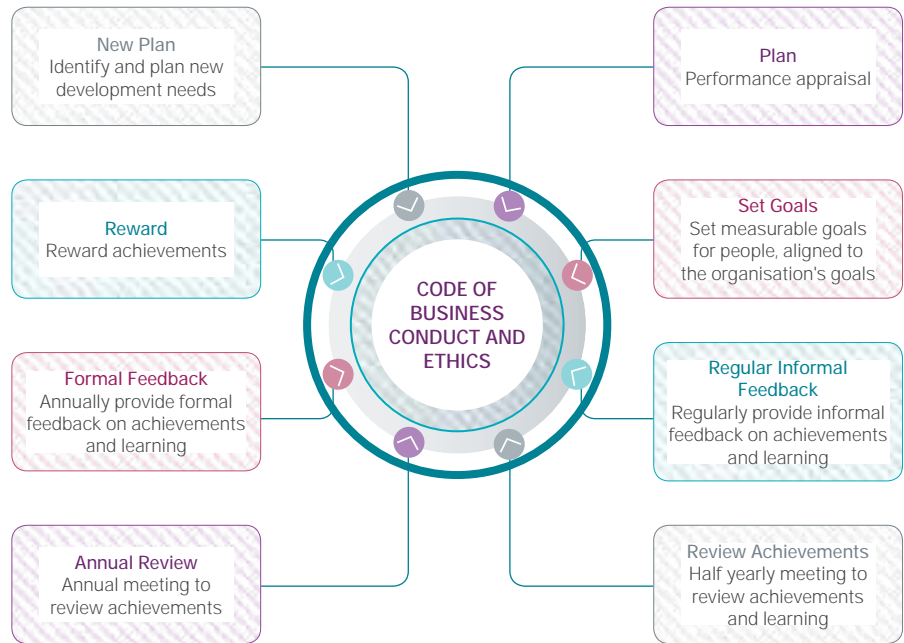 New Plan
Identify and plan new
development needs
Plan
Performance appraisal
Reward
Reward achievements
Set Goals
Set measurable goals
for people, aligned to
the organisation's goals
CODE OF
BUSINESS
CONDUCT AND
ETHICS
Formal Feedback
Annually provide formal
feedback on achievements
and learning
Regular Informal
Feedback
Regularly provide informal
feedback on achievements
and learning
Annual Review
Annual meeting to
review achievements
Review Achievements
Half yearly meeting to
review achievements
and learning